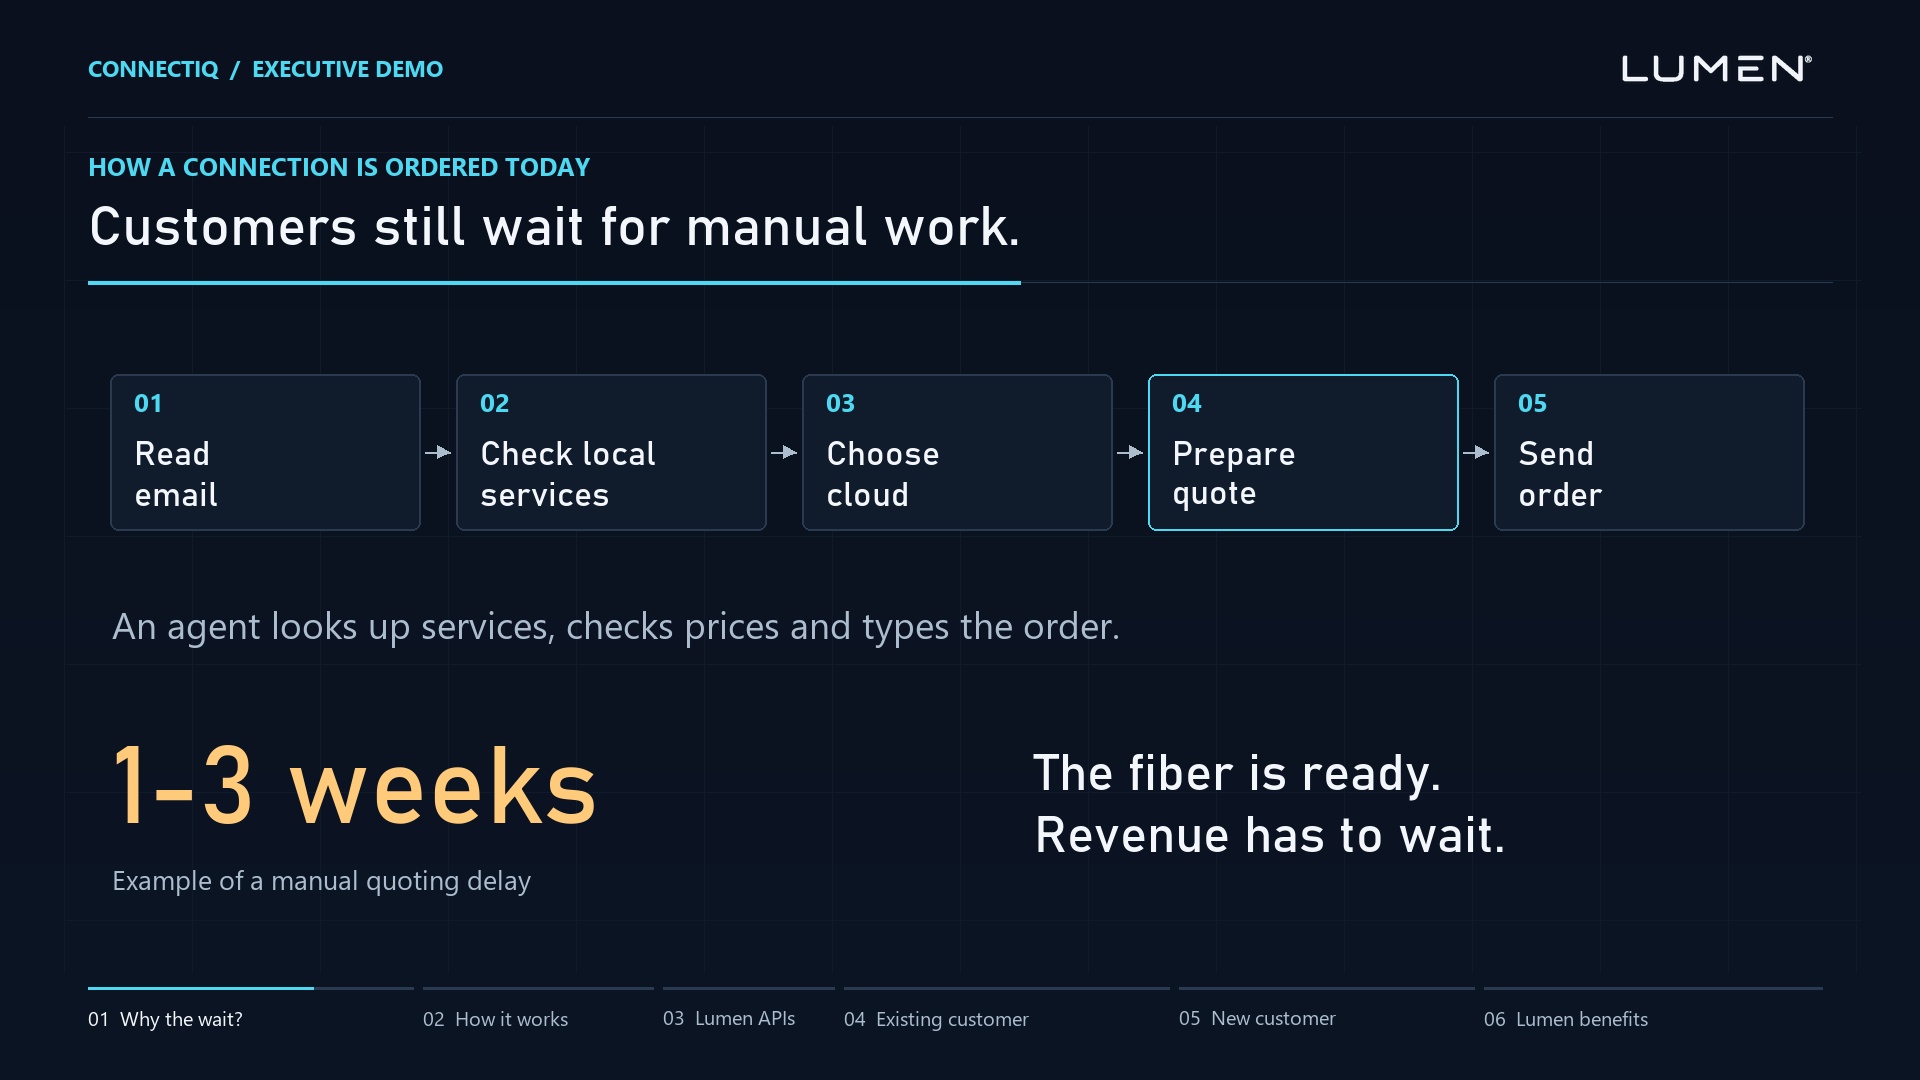 CONNECTIQ / EXECUTIVE DEMO
LUMEN®
HOW A CONNECTION IS ORDERED TODAY
Customers still wait for manual work.
01
Read
email
02
Check local
services
03
Choose
cloud
04
Prepare
quote
05
Send
order
An agent looks up services, checks prices and types the order.
1-3 weeks
Example of a manual quoting delay
The fiber is ready.
Revenue has to wait.
01 Why the wait?
02 How it works
03 Lumen APIs
04 Existing customer
05 New customer
06 Lumen benefits